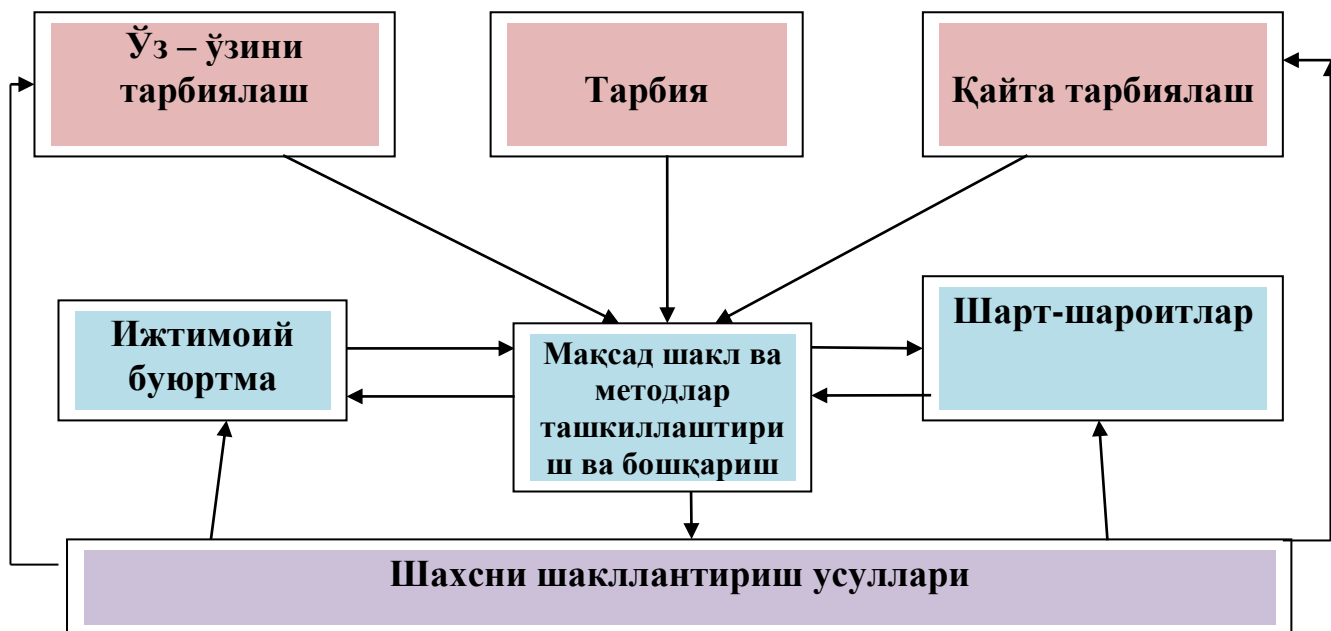 Ўз – ўзини
тарбиялаш
Тарбия
Қайта тарбиялаш
Ижтимоий
буюртма
Мақсад шакл ва
методлар
ташкиллаштири
ш ва бошқариш
Шарт-шароитлар
Шахсни шакллантириш усуллари